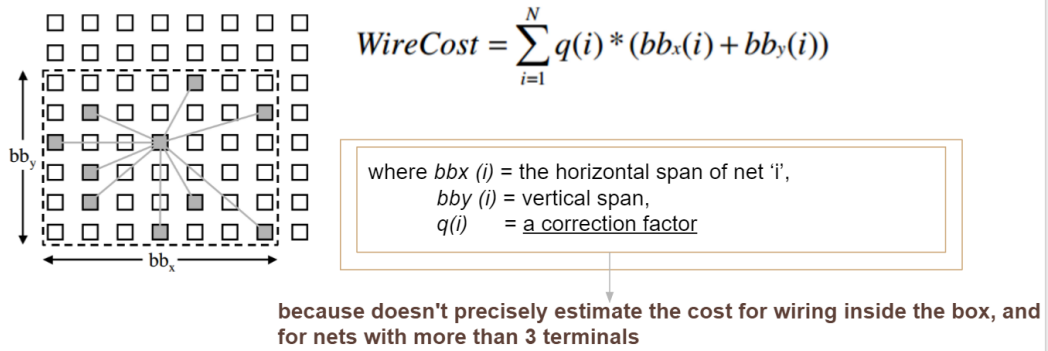 WireCost = N ∑ i=1 q(i) * (bbx(i) + bby(i))
bby
where bbx (i) = the horizontal span of net ‘i’,
bby (i) = vertical span,
q(i) = a correction factor
bbx
because doesn't precisely estimate the cost for wiring inside the box, and
for nets with more than 3 terminals